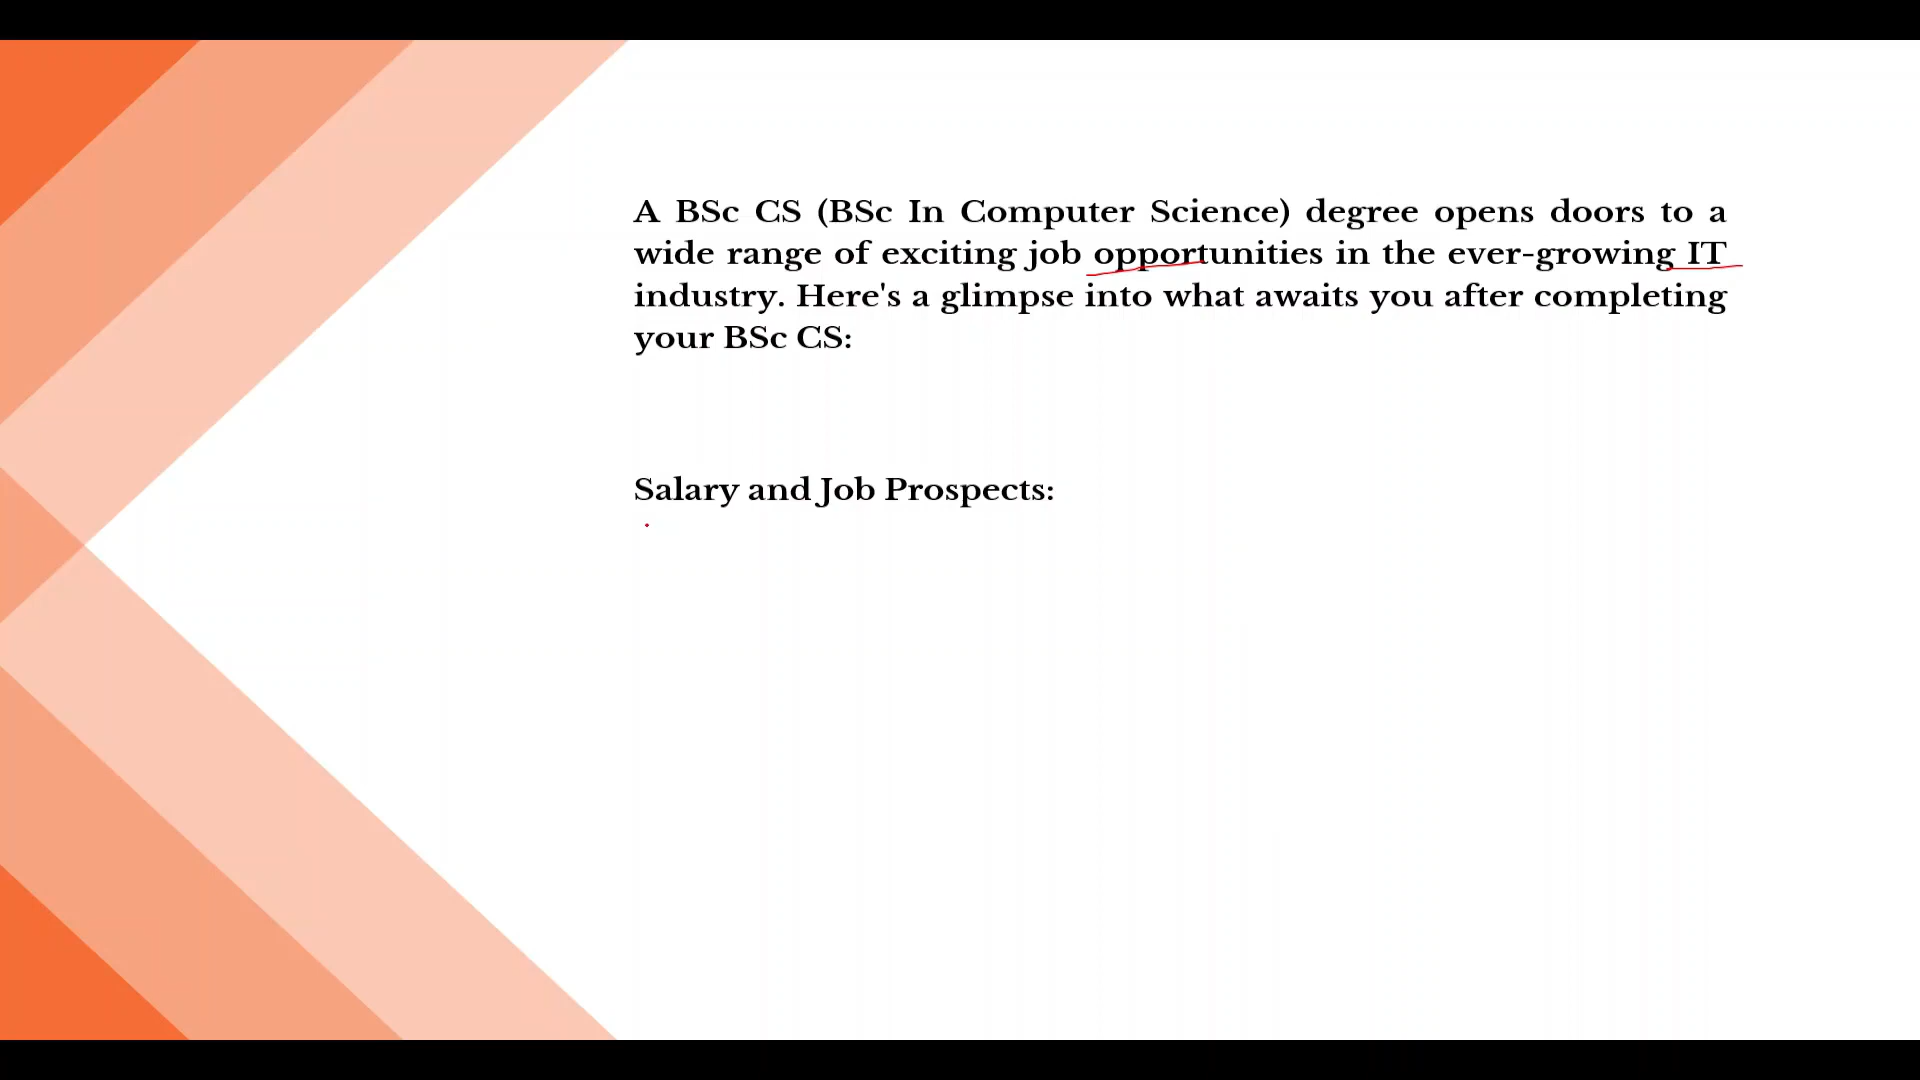 A BSc CS (BSc In Computer Science) degree opens doors to a
wide range of exciting job opportunities in the ever-growing IT
industry. Here's a glimpse into what awaits you after completing
your BSc CS:
Salary and Job Prospects: